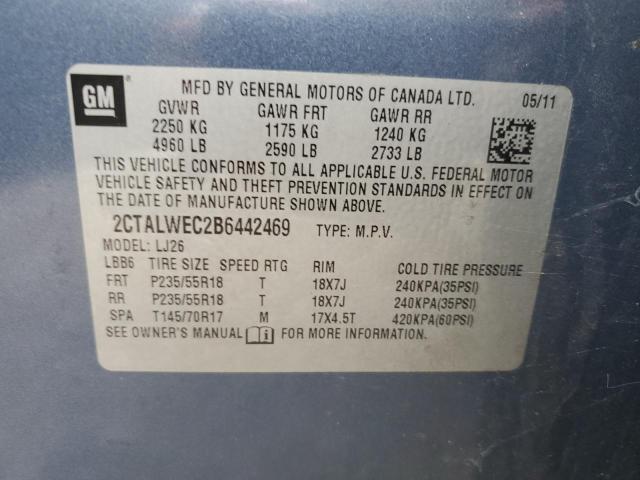 GM
MFD BY GENERAL MOTORS OF CANADA LTD. 05/11
GVWR GAWR FRT GAWR RR
2250 KG 1175 KG 1240 KG
4960 LB 2590 LB 2733 LB
THIS VEHICLE CONFORMS TO ALL APPLICABLE U.S. FEDERAL MOTOR
VEHICLE SAFETY AND THEFT PREVENTION STANDARDS IN EFFECT ON
THE DATE OF MANUFACTURE SHOWN ABOVE.
2CTALWEC2B6442469 TYPE: M.P.V.
MODEL: LJ26
LBB6 TIRE SIZE SPEED RTG RIM COLD TIRE PRESSURE
FRT P235/55R18 T 18X7J 240KPA(35PSI)
RR P235/55R18 T 18X7J 240KPA(35PSI)
SPA T145/70R17 M 17X4.5T 420KPA(60PSI)
SEE OWNER'S MANUAL FOR MORE INFORMATION.